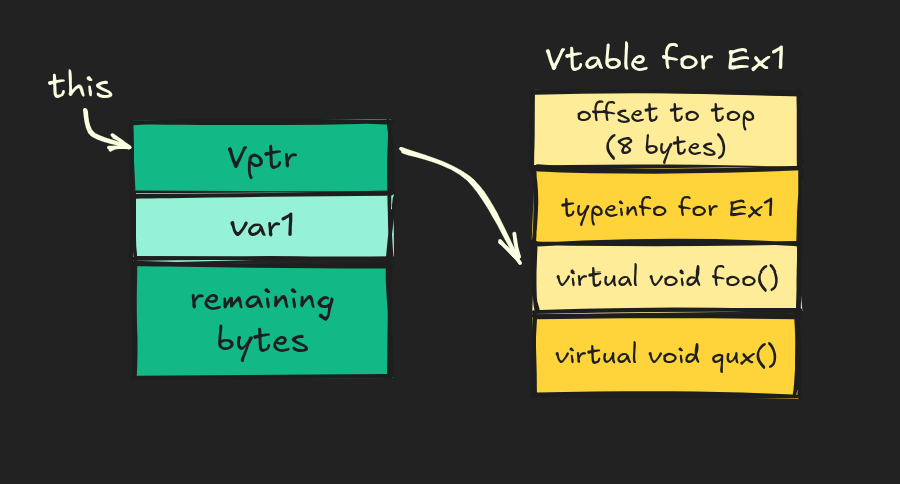 this
Vptr
var1
remaining
bytes
Vtable for Ex1
offset to top
(8 bytes)
typeinfo for Ex1
virtual void foo()
virtual void qux()